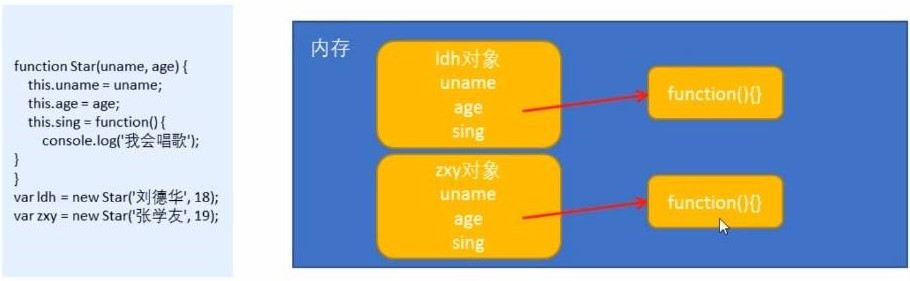 function Star(uname, age) {
this.uname = uname;
this.age = age;
this.sing = function() {
console.log('我会唱歌');
}
}
var ldh = new Star('刘德华', 18);
var zxy = new Star('张学友', 19);
内存
ldh对象
uname
age
sing
function(){}
zxy对象
uname
age
sing
function(){}